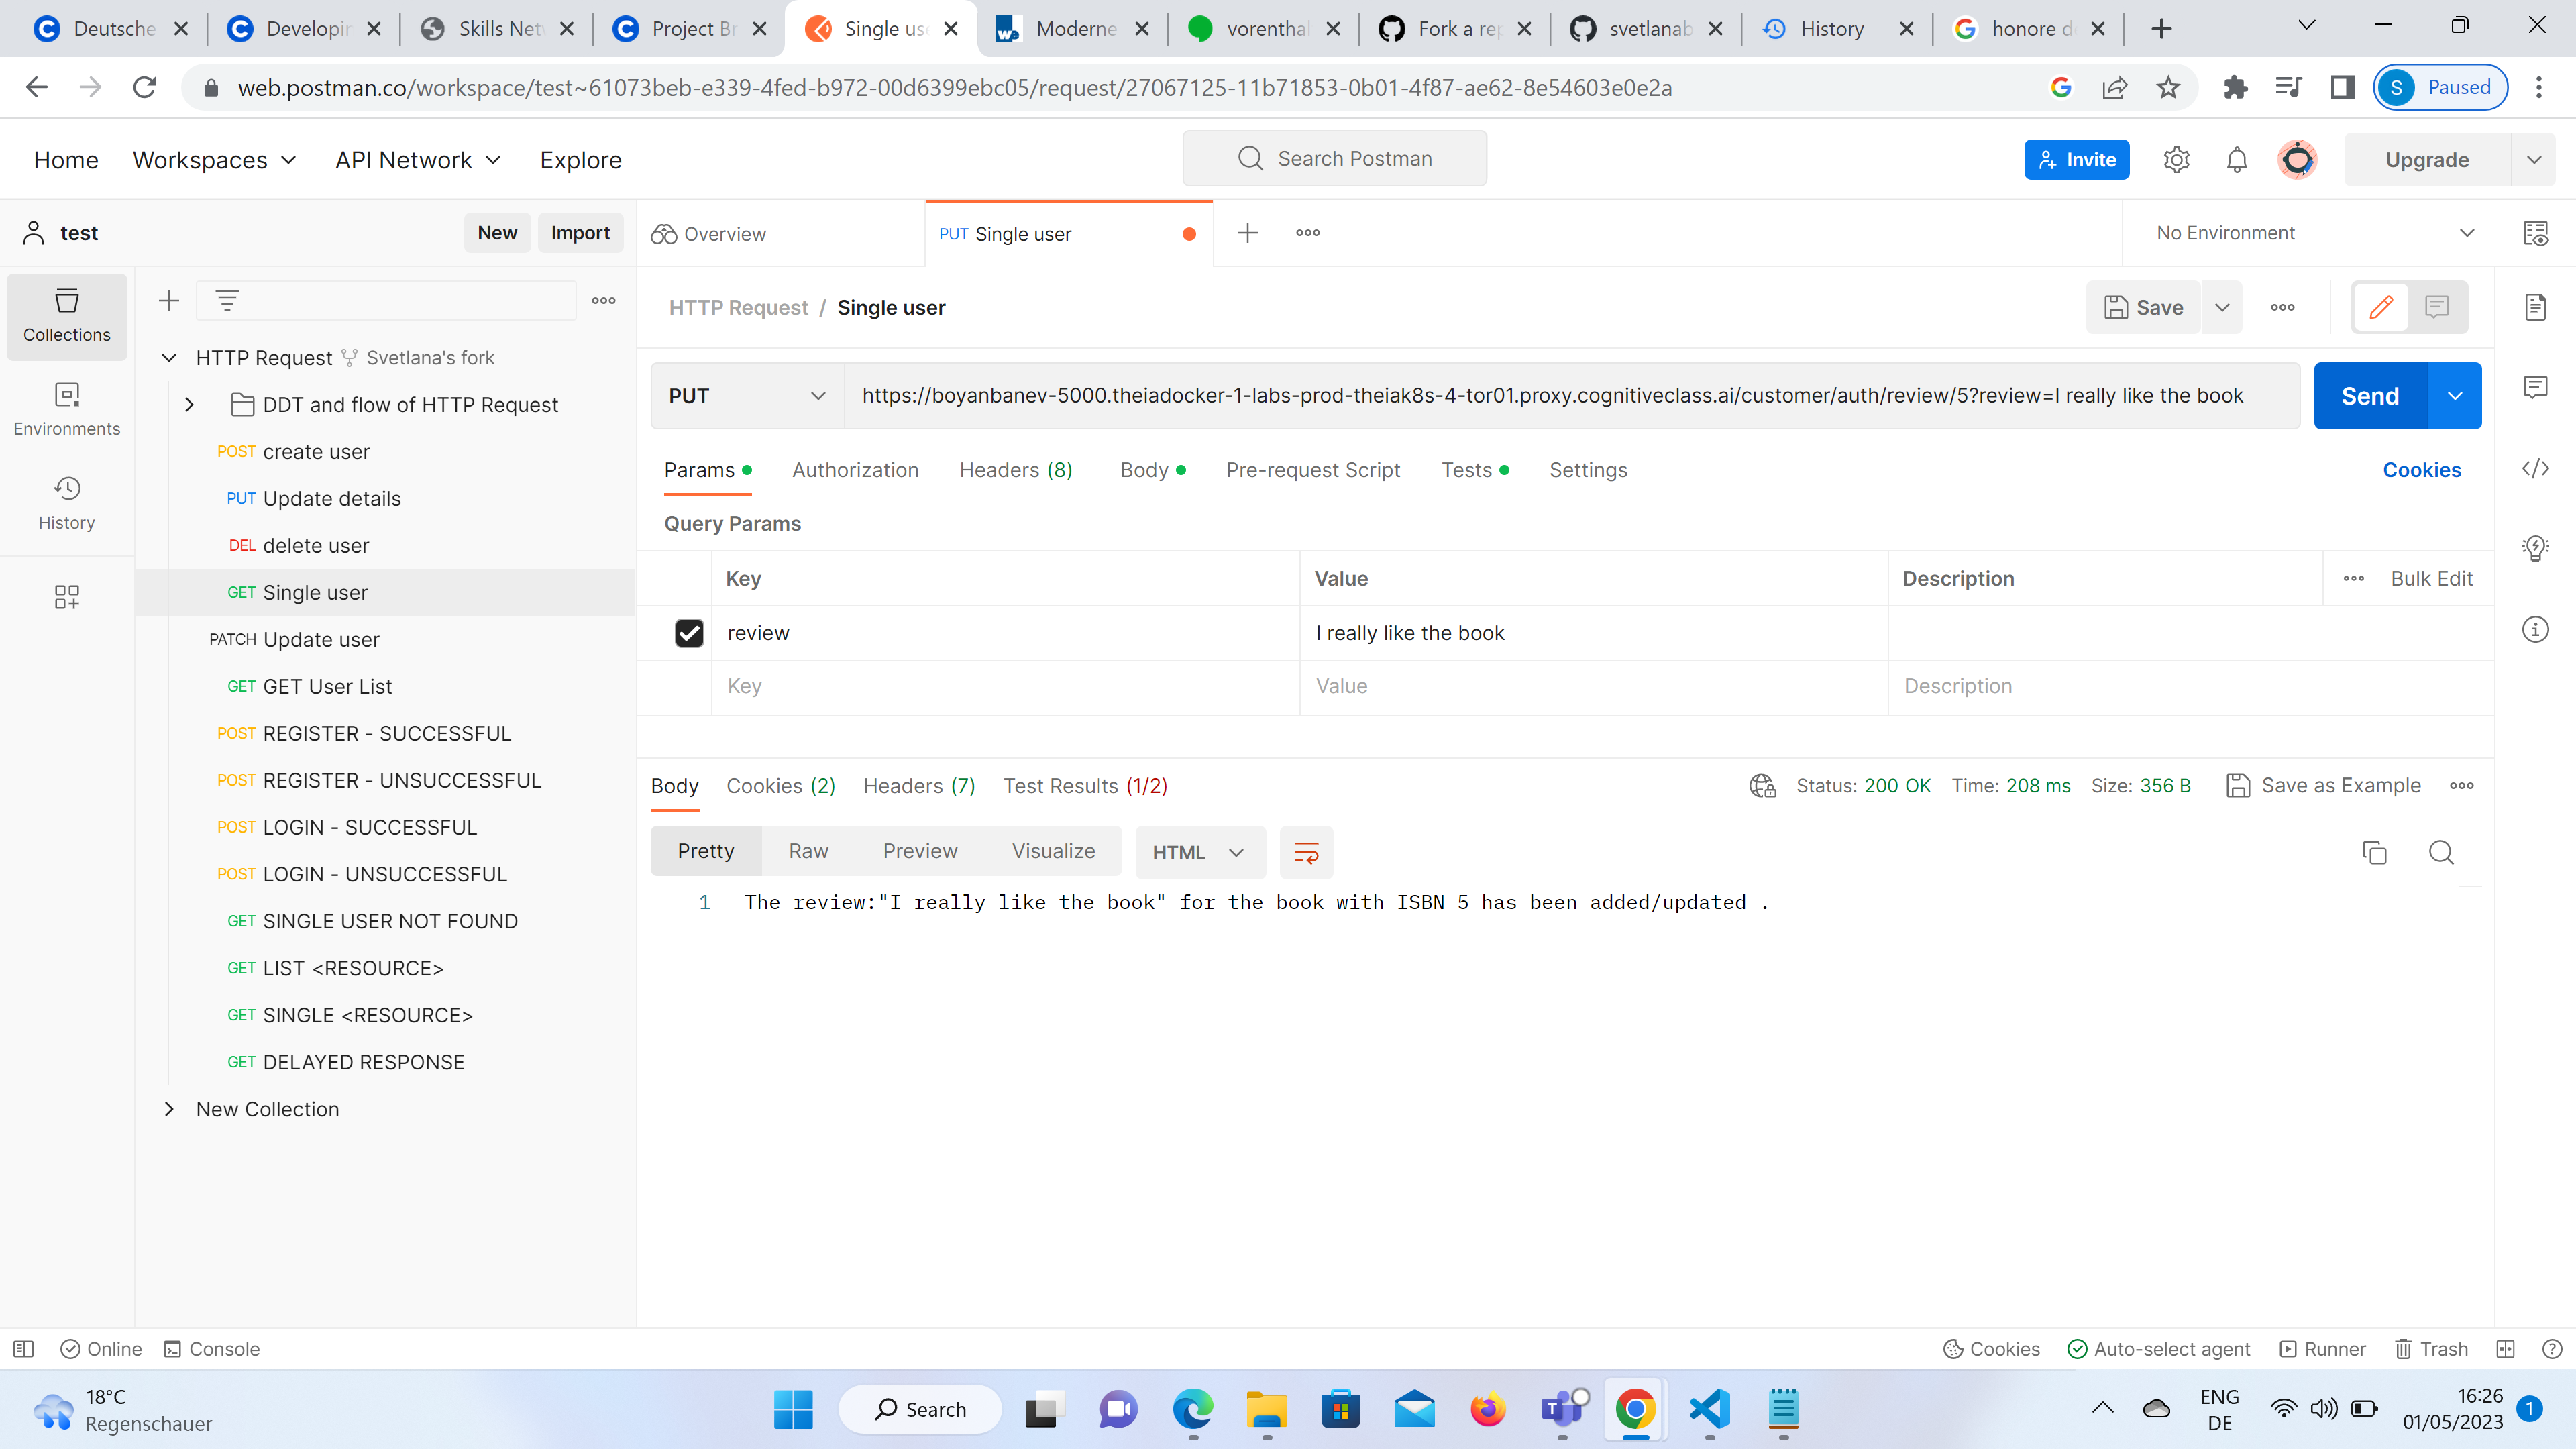 Deutsche
Developin
Skills Netw
Project Br
Single use
Moderne
vorenthal
Fork a rep
svetlanab
History
honore de
web.postman.co/workspace/test~61073beb-e339-4fed-b972-00d6399ebc05/request/27067125-11b71853-0b01-4f87-ae62-8e54603e0e2a
S Paused
Home Workspaces API Network Explore
Search Postman
Invite
Upgrade
test
New Import
Overview
PUT Single user
No Environment
Collections
Environments
History
HTTP Request Svetlana's fork
DDT and flow of HTTP Request
POST create user
PUT Update details
DEL delete user
GET Single user
PATCH Update user
GET GET User List
POST REGISTER - SUCCESSFUL
POST REGISTER - UNSUCCESSFUL
POST LOGIN - SUCCESSFUL
POST LOGIN - UNSUCCESSFUL
GET SINGLE USER NOT FOUND
GET LIST <RESOURCE>
GET SINGLE <RESOURCE>
GET DELAYED RESPONSE
New Collection
HTTP Request / Single user
Save
PUT https://boyanbanev-5000.theiadocker-1-labs-prod-theiak8s-4-tor01.proxy.cognitiveclass.ai/customer/auth/review/5?review=I really like the book
Send
Params Authorization Headers (8) Body Pre-request Script Tests Settings
Cookies
Query Params
Key Value Description Bulk Edit
review I really like the book
Key Value Description
Body Cookies (2) Headers (7) Test Results (1/2)
Status: 200 OK Time: 208 ms Size: 356 B Save as Example
Pretty Raw Preview Visualize HTML
1 The review:"I really like the book" for the book with ISBN 5 has been added/updated .
Online Console
Cookies Auto-select agent Runner Trash
18°C
Regenschauer
Search
ENG
DE
16:26
01/05/2023
1